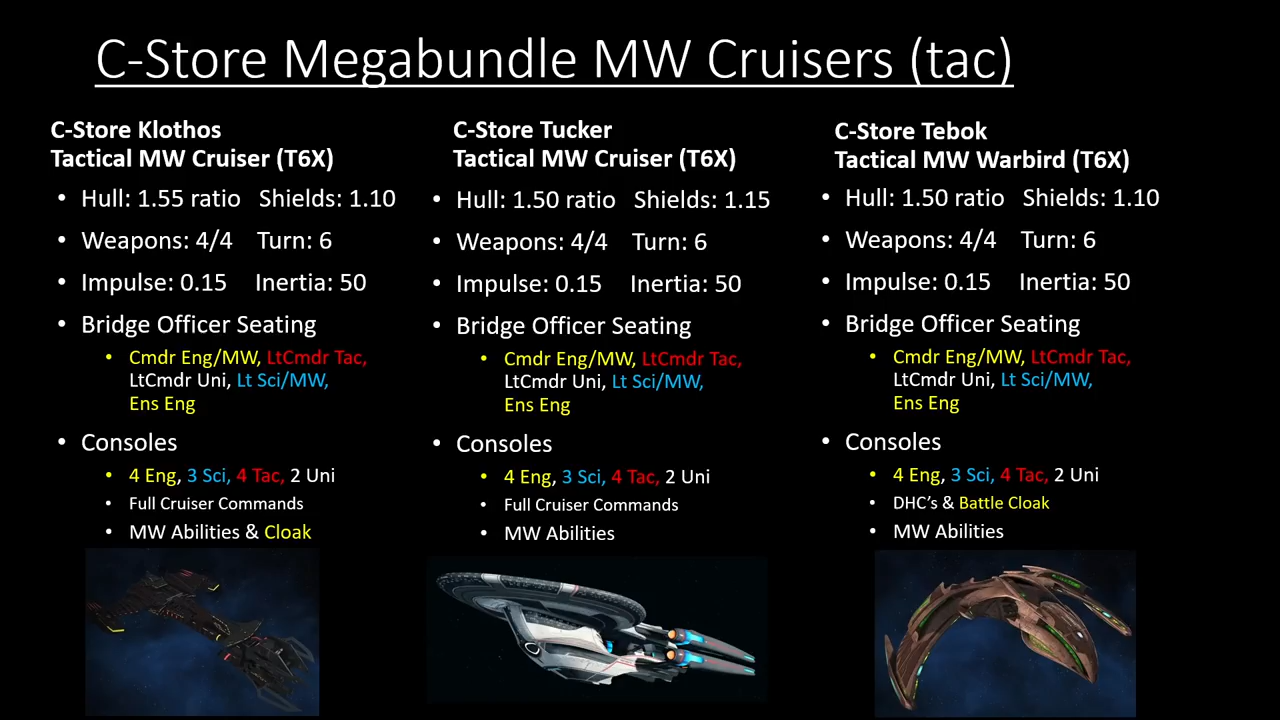 C-Store Megabundle MW Cruisers (tac)
C-Store Klothos
Tactical MW Cruiser (T6X)
• Hull: 1.55 ratio Shields: 1.10
• Weapons: 4/4 Turn: 6
• Impulse: 0.15 Inertia: 50
• Bridge Officer Seating
• Cmdr Eng/MW, LtCmdr Tac,
LtCmdr Uni, Lt Sci/MW,
Ens Eng
• Consoles
• 4 Eng, 3 Sci, 4 Tac, 2 Uni
• Full Cruiser Commands
• MW Abilities & Cloak
C-Store Tucker
Tactical MW Cruiser (T6X)
• Hull: 1.50 ratio Shields: 1.15
• Weapons: 4/4 Turn: 6
• Impulse: 0.15 Inertia: 50
• Bridge Officer Seating
• Cmdr Eng/MW, LtCmdr Tac,
LtCmdr Uni, Lt Sci/MW,
Ens Eng
• Consoles
• 4 Eng, 3 Sci, 4 Tac, 2 Uni
• Full Cruiser Commands
• MW Abilities
C-Store Tebok
Tactical MW Warbird (T6X)
• Hull: 1.50 ratio Shields: 1.10
• Weapons: 4/4 Turn: 6
• Impulse: 0.15 Inertia: 50
• Bridge Officer Seating
• Cmdr Eng/MW, LtCmdr Tac,
LtCmdr Uni, Lt Sci/MW,
Ens Eng
• Consoles
• 4 Eng, 3 Sci, 4 Tac, 2 Uni
• DHC's & Battle Cloak
• MW Abilities